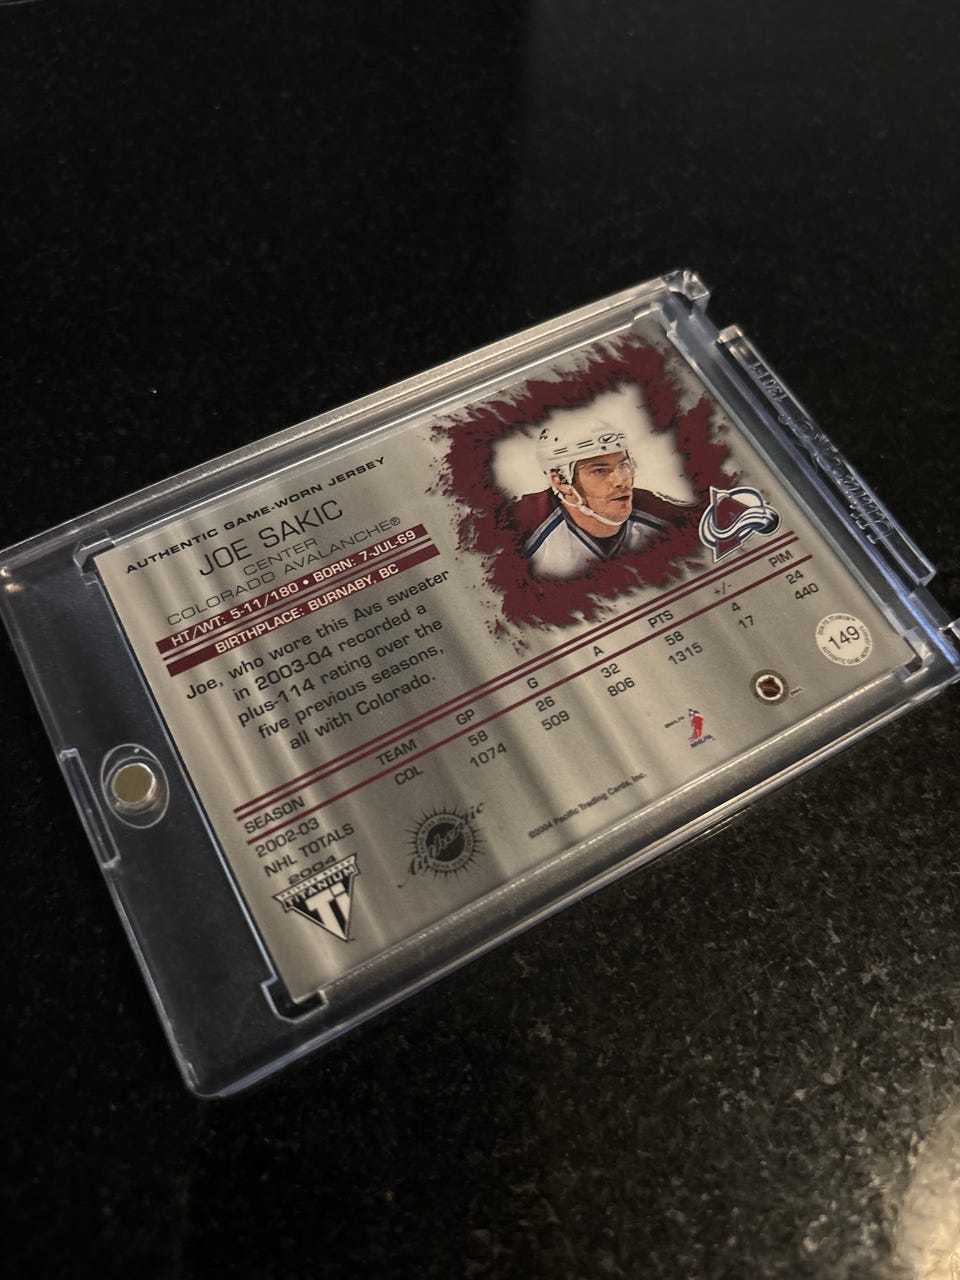 AUTHENTIC GAME-WORN JERSEY
JOE SAKIC
CENTER
COLORADO AVALANCHE®
HT/WT: 5-11/180 • BORN: 7-JUL-69
BIRTHPLACE: BURNABY, BC
Joe, who wore this Avs sweater
in 2003-04 recorded a
plus-114 rating over the
five previous seasons,
all with Colorado.
SEASON TEAM GP G A PTS +/- PIM
2002-03 COL 58 26 32 58 4 24
NHL TOTALS 1074 509 806 1315 17 440
149
2004
TITANIUM
Ti
Authentic
©2004 Pacific Trading Cards, Inc.
NHLPA